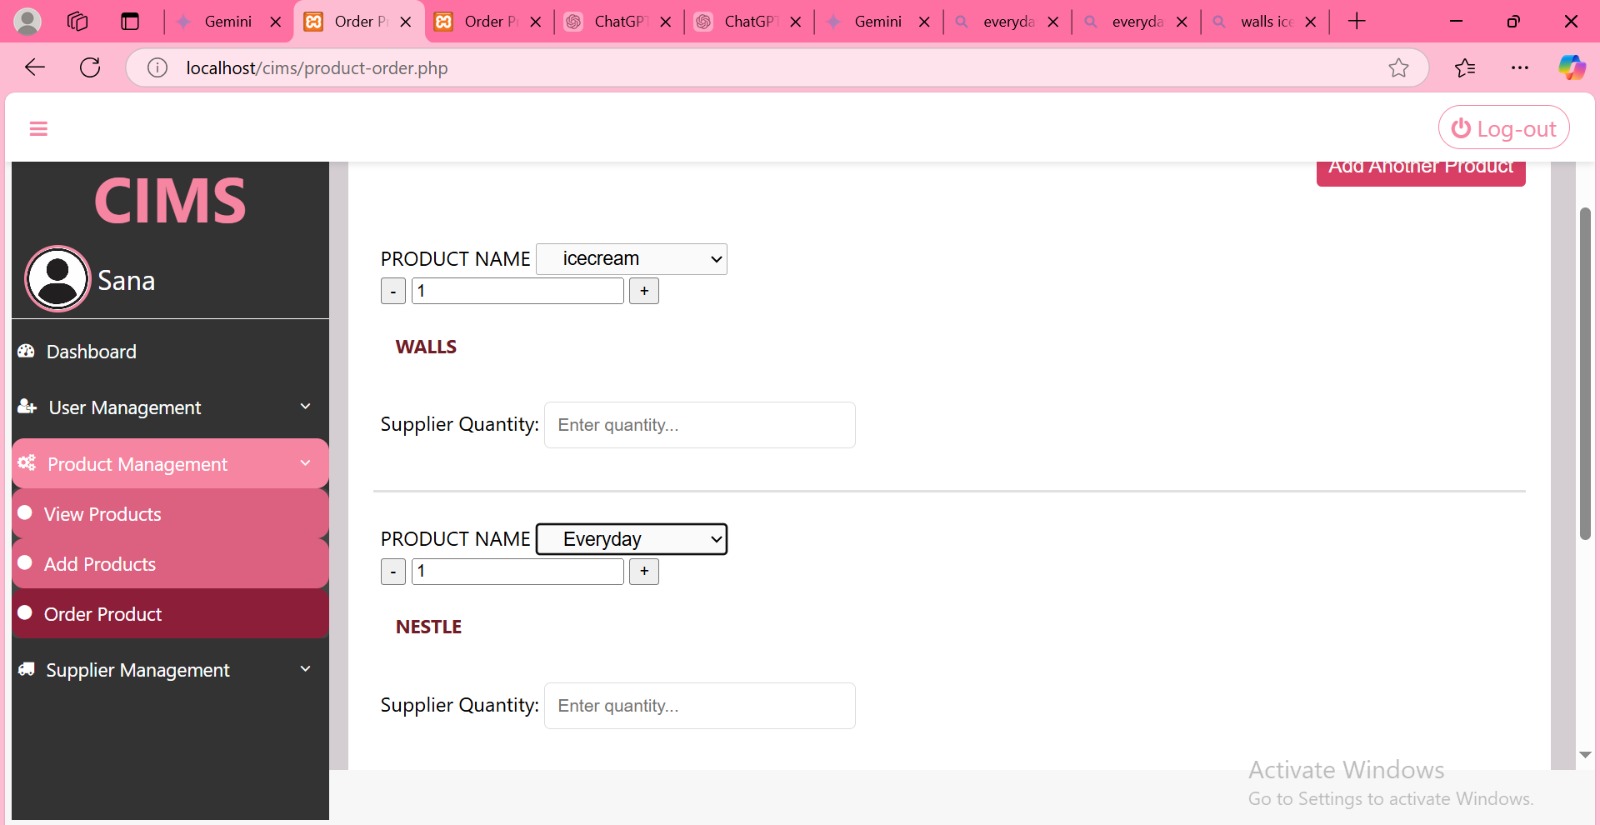 Gemini
Order P
Order P
ChatGP
ChatGP
Gemini
everyda
everyda
walls ice
localhost/cims/product-order.php
Log-out
CIMS
Sana
Dashboard
User Management
Product Management
View Products
Add Products
Order Product
Supplier Management
Add Another Product
PRODUCT NAME icecream
- 1 +
WALLS
Supplier Quantity: Enter quantity...
PRODUCT NAME Everyday
- 1 +
NESTLE
Supplier Quantity: Enter quantity...
Activate Windows
Go to Settings to activate Windows.